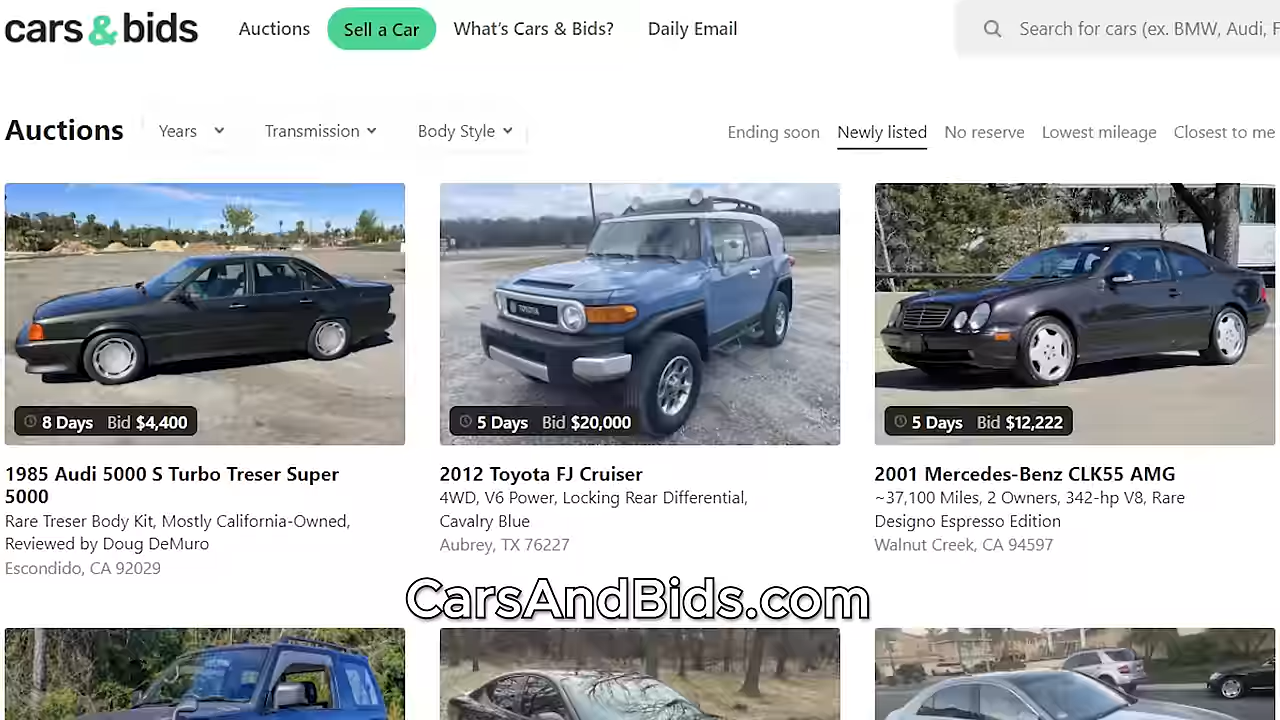 cars & bids
Auctions
Sell a Car
What's Cars & Bids?
Daily Email
Search for cars (ex. BMW, Audi, F
Auctions
Years
Transmission
Body Style
Ending soon
Newly listed
No reserve
Lowest mileage
Closest to me
8 Days Bid $4,400
1985 Audi 5000 S Turbo Treser Super
5000
Rare Treser Body Kit, Mostly California-Owned,
Reviewed by Doug DeMuro
Escondido, CA 92029
TOYOTA
5 Days Bid $20,000
2012 Toyota FJ Cruiser
4WD, V6 Power, Locking Rear Differential,
Cavalry Blue
Aubrey, TX 76227
5 Days Bid $12,222
2001 Mercedes-Benz CLK55 AMG
~37,100 Miles, 2 Owners, 342-hp V8, Rare
Designo Espresso Edition
Walnut Creek, CA 94597
CarsAndBids.com